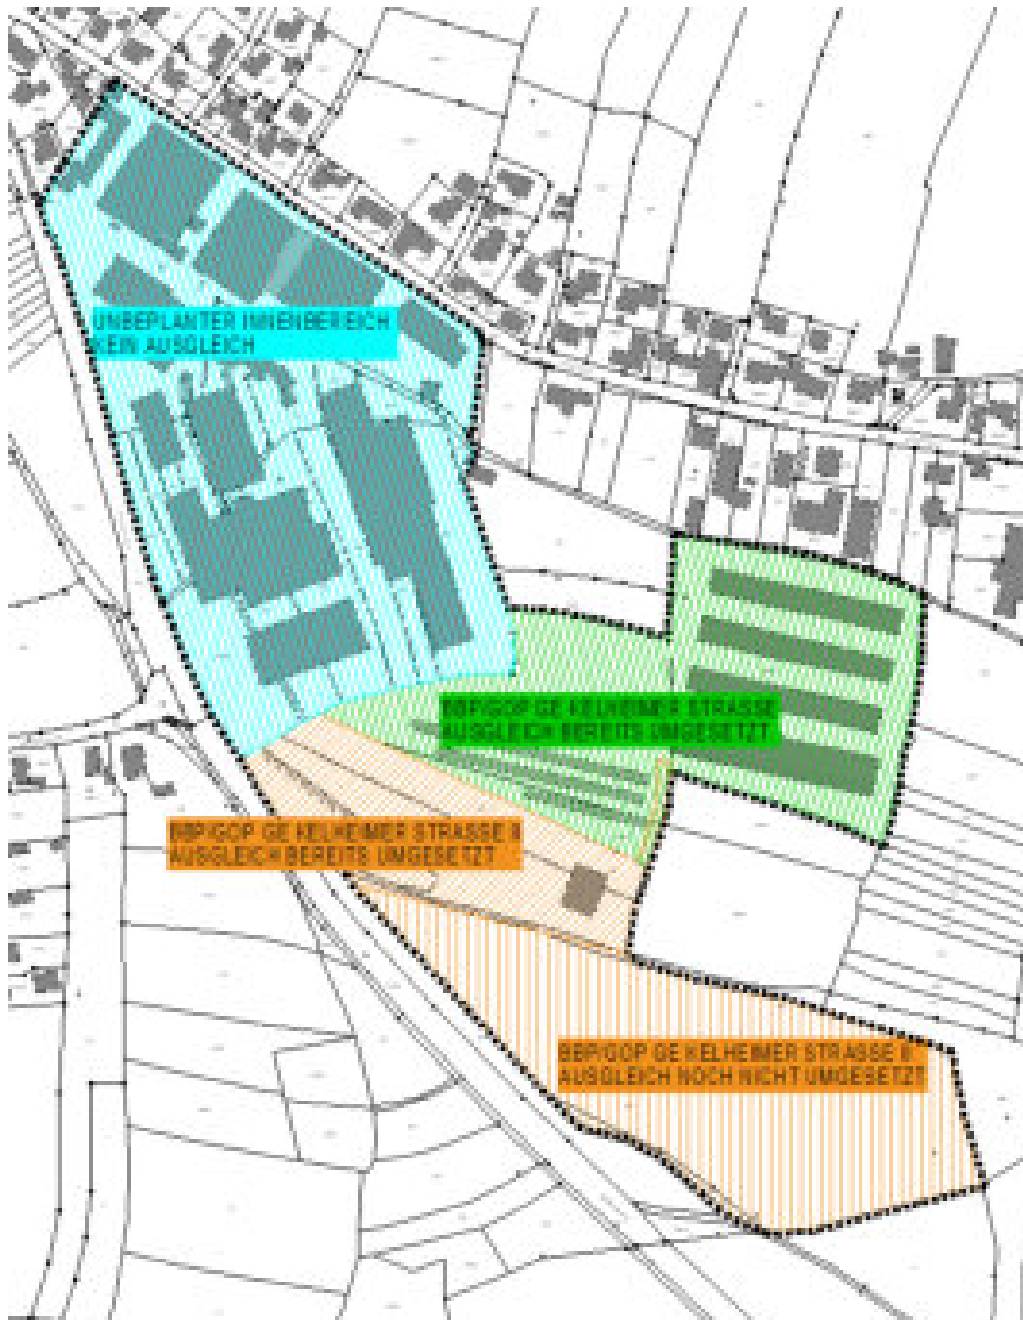 UNBEPLANTER INNENBEREICH
KEIN AUSGLEICH
BBP/GOP GE KELHEIMER STRASSE
AUSGLEICH BEREITS UMGESETZT
BBP/GOP GE KELHEIMER STRASSE II
AUSGLEICH BEREITS UMGESETZT
BBP/GOP GE KELHEIMER STRASSE II
AUSGLEICH NOCH NICHT UMGESETZT